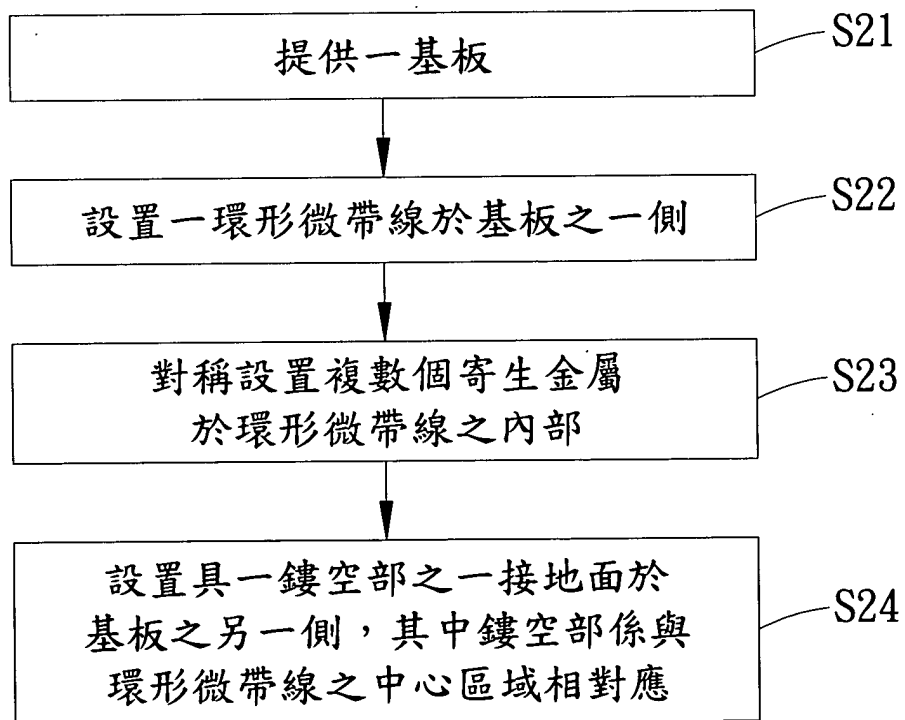 提供一基板
S21
設置一環形微帶線於基板之一側
S22
對稱設置複數個寄生金屬
於環形微帶線之內部
S23
設置具一鏤空部之一接地面於
基板之另一側，其中鏤空部係與
環形微帶線之中心區域相對應
S24